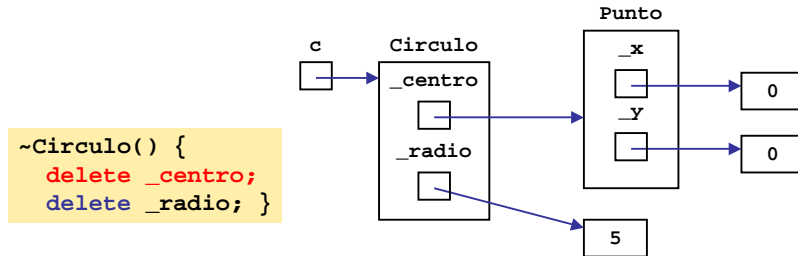 ~Circulo() {
delete _centro;
delete _radio; }
c
Circulo
_centro
_radio
Punto
_x
_y
0
0
5